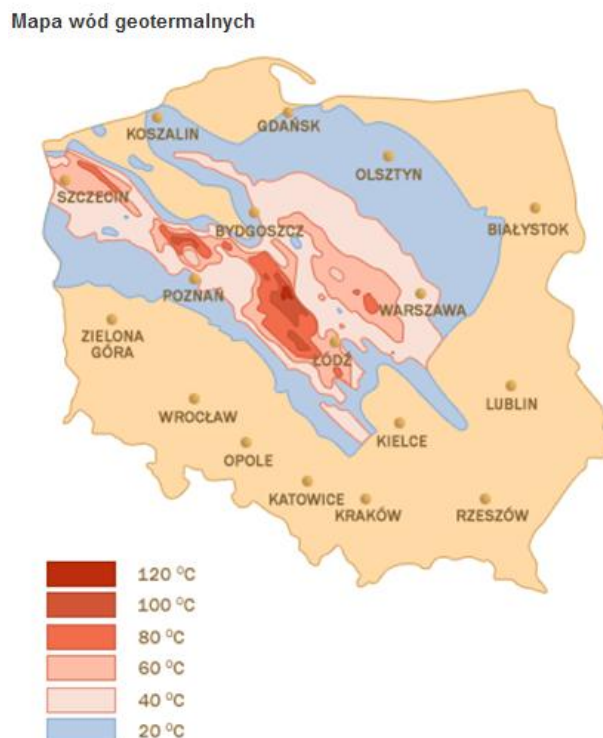 Mapa wód geotermalnych
KOSZALIN
GDAŃSK
OLSZTYN
SZCZECIN
BYDGOSZCZ
BIAŁYSTOK
POZNAŃ
WARSZAWA
ZIELONA
GÓRA
ŁÓDŹ
WROCŁAW
LUBLIN
KIELCE
OPOLE
KATOWICE
KRAKÓW
RZESZÓW
120 °C
100 °C
80 °C
60 °C
40 °C
20 °C